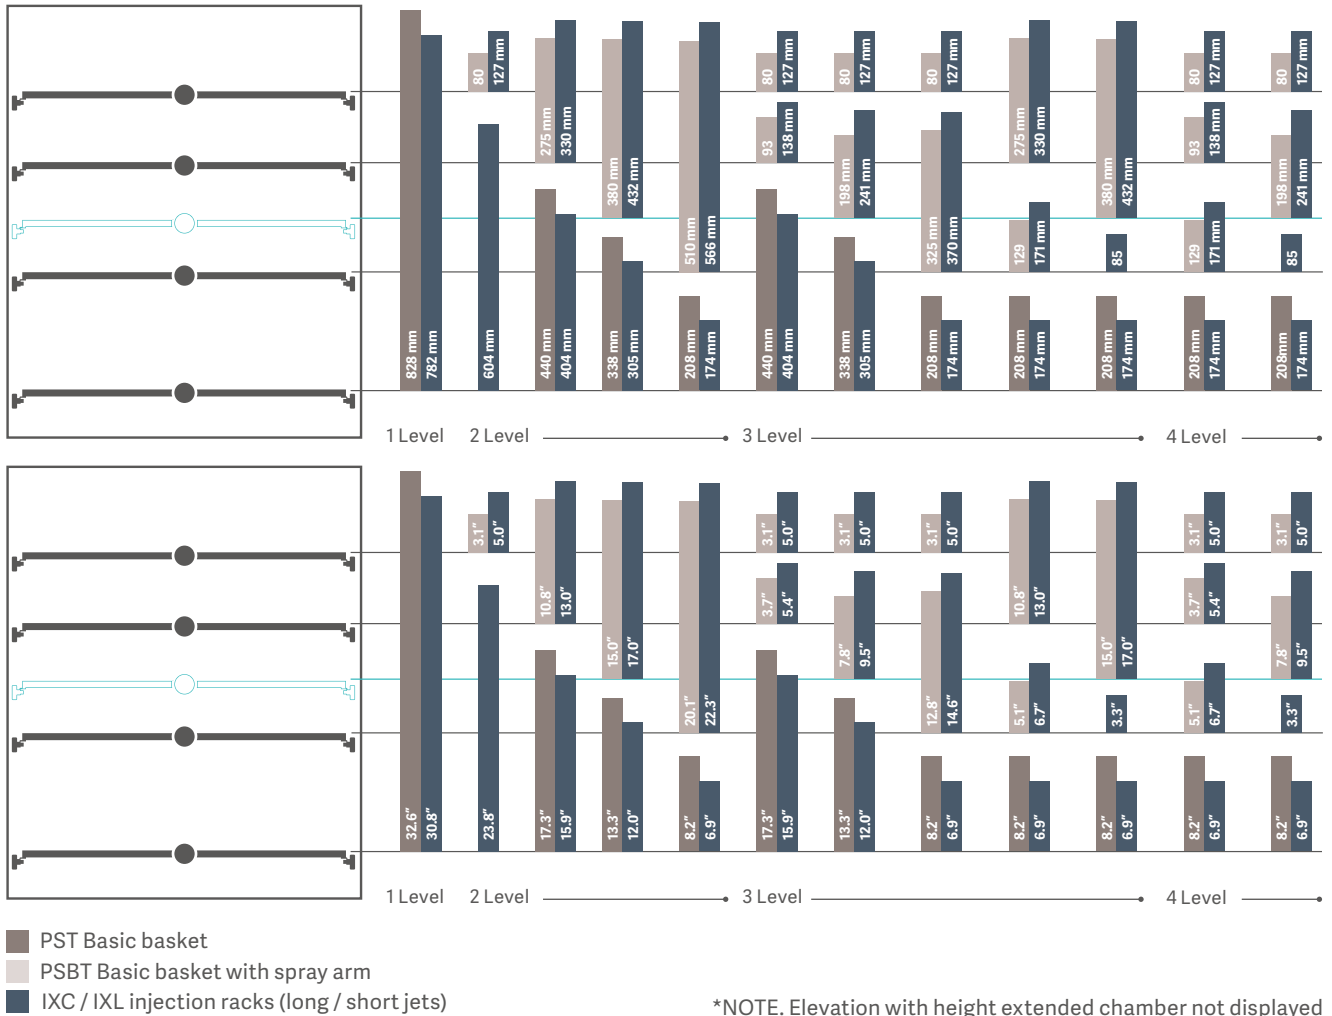 80 127 mm 80 127 mm 80 127 mm 80 127 mm 80 127 mm 80 127 mm
275 mm 330 mm 93 138 mm 275 mm 330 mm 93 138 mm
380 mm 432 mm 198 mm 241 mm 380 mm 432 mm 198 mm 241 mm
510 mm 566 mm 325 mm 370 mm 129 171 mm 85 129 171 mm 85
828 mm 782 mm 604 mm 440 mm 404 mm 338 mm 305 mm 208 mm 174 mm 440 mm 404 mm 338 mm 305 mm 208 mm 174 mm 208 mm 174 mm 208 mm 174 mm 208 mm 174 mm 208mm 174 mm
1 Level 2 Level 3 Level 4 Level
3.1" 5.0" 3.1" 5.0" 3.1" 5.0" 3.1" 5.0" 3.1" 5.0" 3.1" 5.0"
10.8" 13.0" 3.7" 5.4" 10.8" 13.0" 3.7" 5.4"
15.0" 17.0" 7.8" 9.5" 15.0" 17.0" 7.8" 9.5"
20.1" 22.3" 12.8" 14.6" 5.1" 6.7" 3.3" 5.1" 6.7" 3.3"
32.6" 30.8" 23.8" 17.3" 15.9" 13.3" 12.0" 8.2" 6.9" 17.3" 15.9" 13.3" 12.0" 8.2" 6.9" 8.2" 6.9" 8.2" 6.9" 8.2" 6.9" 8.2" 6.9"
1 Level 2 Level 3 Level 4 Level
PST Basic basket
PSBT Basic basket with spray arm
IXC / IXL injection racks (long / short jets)
*NOTE. Elevation with height extended chamber not displayed